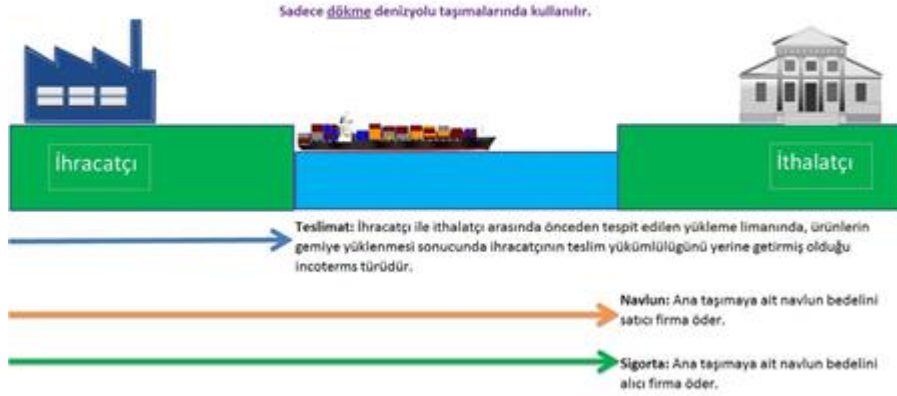 Sadece dökme denizyolu taşımalarında kullanılır.
İhracatçı
İthalatçı
Teslimat: İhracatçı ile ithalatçı arasında önceden tespit edilen yükleme limanında, ürünlerin
gemiye yüklenmesi sonucunda ihracatçının teslim yükümlülüğünü yerine getirmiş olduğu
incoterms türüdür.
Navlun: Ana taşımaya ait navlun bedelini
satıcı firma öder.
Sigorta: Ana taşımaya ait navlun bedelini
alıcı firma öder.